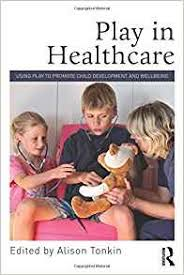 Play in
Healthcare
USING PLAY TO PROMOTE CHILD DEVELOPMENT AND WELLBEING
Edited by Alison Tonkin